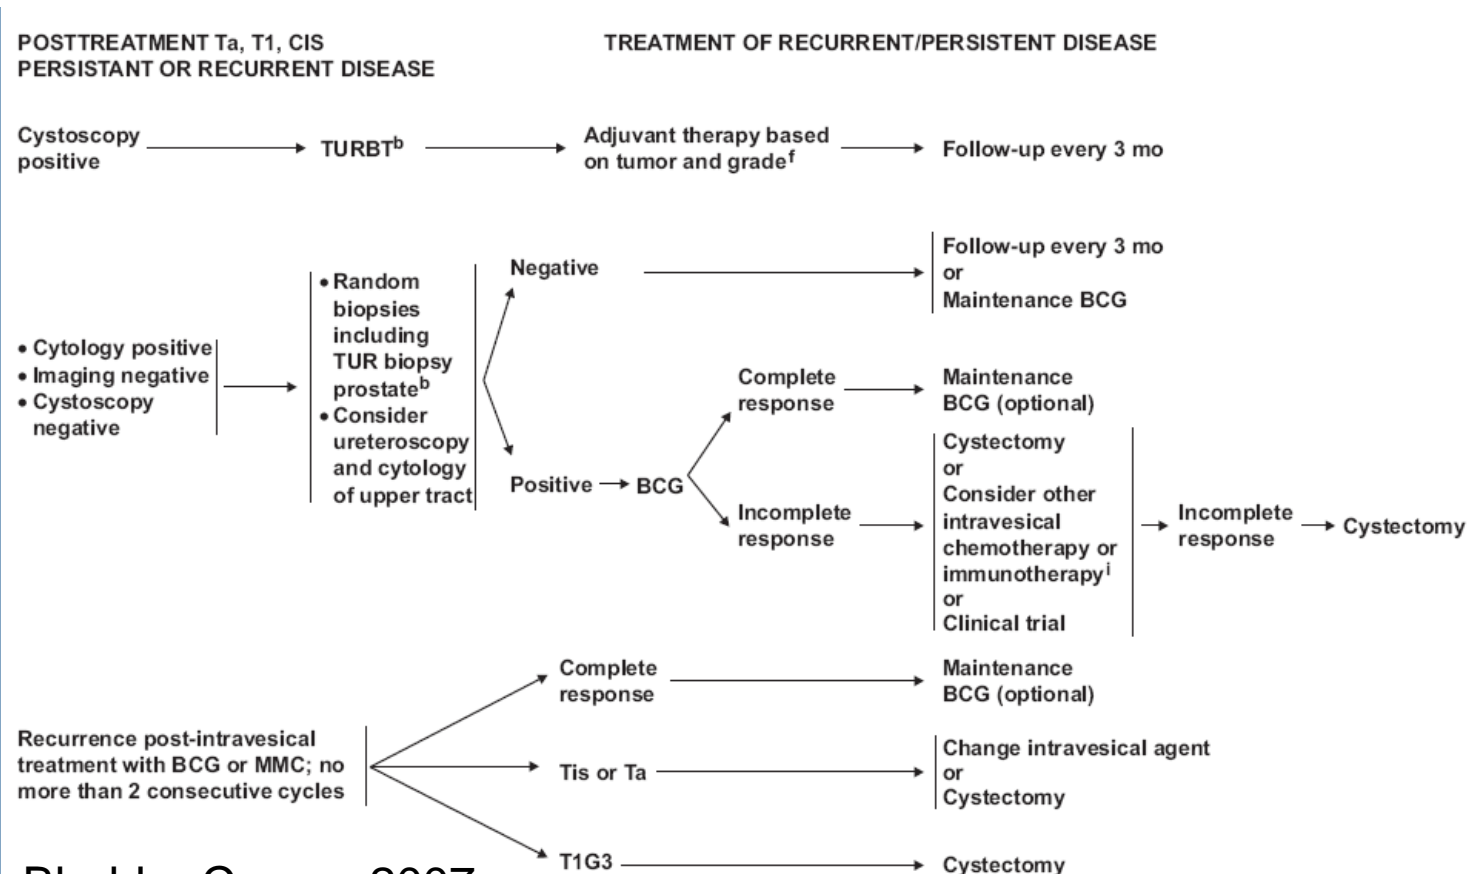 POSTTREATMENT Ta, T1, CIS
PERSISTANT OR RECURRENT DISEASE
TREATMENT OF RECURRENT/PERSISTENT DISEASE
Cystoscopy
positive
TURBTb
Adjuvant therapy based
on tumor and gradef
Follow-up every 3 mo
• Cytology positive
• Imaging negative
• Cystoscopy
negative
• Random
biopsies
including
TUR biopsy
prostateb
• Consider
ureteroscopy
and cytology
of upper tract
Negative
Follow-up every 3 mo
or
Maintenance BCG
Positive
BCG
Complete
response
Maintenance
BCG (optional)
Incomplete
response
Cystectomy
or
Consider other
intravesical
chemotherapy or
immunotherapyi
or
Clinical trial
Incomplete
response
Cystectomy
Recurrence post-intravesical
treatment with BCG or MMC; no
more than 2 consecutive cycles
Complete
response
Maintenance
BCG (optional)
Tis or Ta
Change intravesical agent
or
Cystectomy
T1G3
Cystectomy